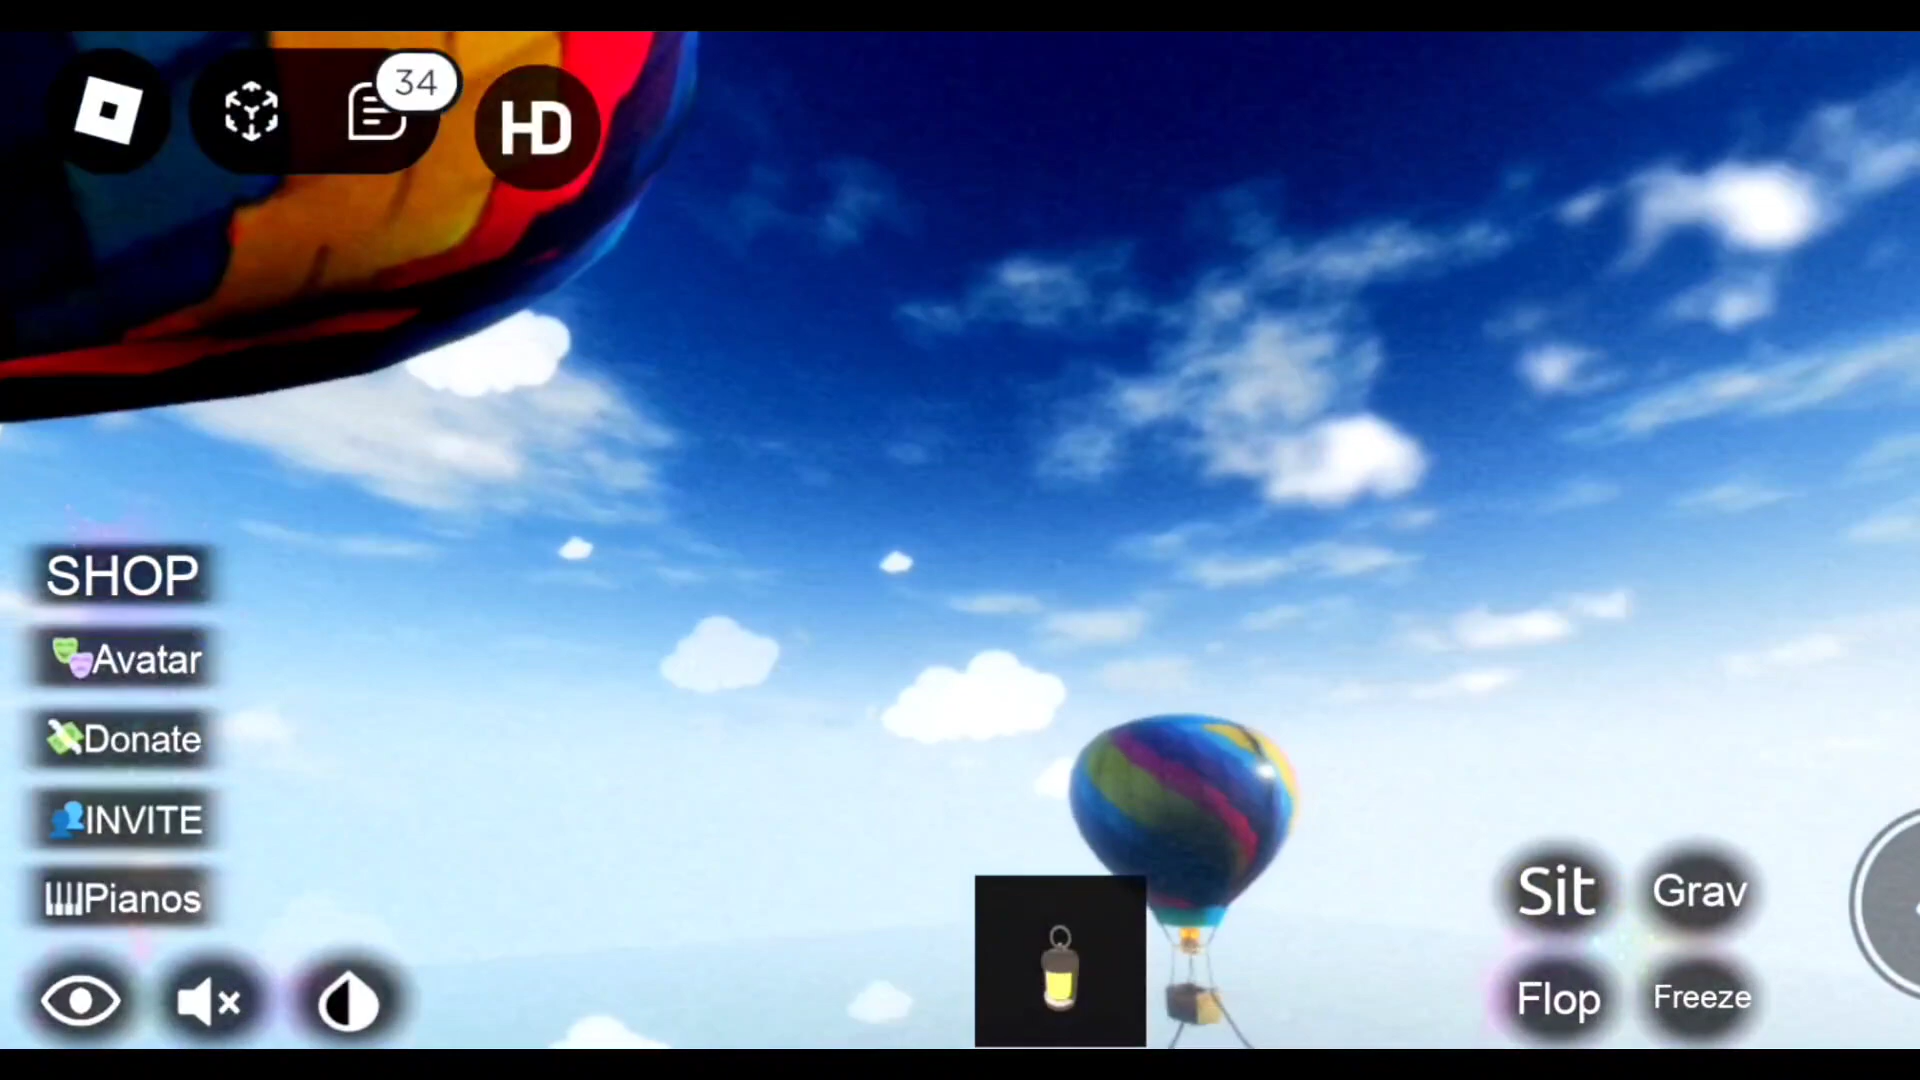 34
HD
SHOP
Avatar
Donate
INVITE
Pianos
Sit
Grav
Flop
Freeze